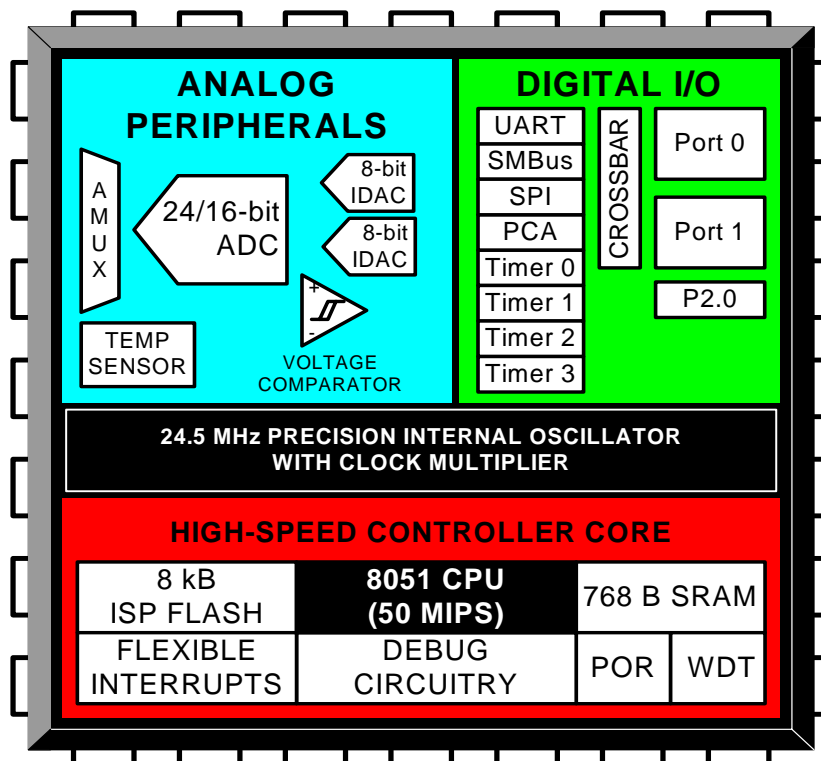 ANALOG
PERIPHERALS
A
M
U
X
24/16-bit
ADC
8-bit
IDAC
8-bit
IDAC
+
-
TEMP
SENSOR
VOLTAGE
COMPARATOR
DIGITAL I/O
UART
SMBus
SPI
PCA
Timer 0
Timer 1
Timer 2
Timer 3
CROSSBAR
Port 0
Port 1
P2.0
24.5 MHz PRECISION INTERNAL OSCILLATOR
WITH CLOCK MULTIPLIER
HIGH-SPEED CONTROLLER CORE
8 kB
ISP FLASH
8051 CPU
(50 MIPS)
768 B SRAM
FLEXIBLE
INTERRUPTS
DEBUG
CIRCUITRY
POR
WDT